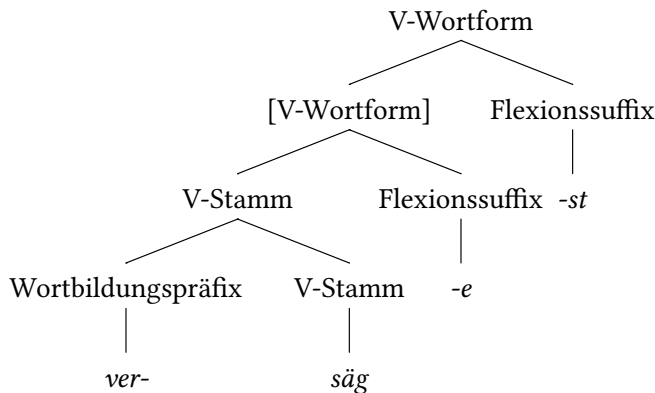 V-Wortform
[V-Wortform] Flexionssuffix
V-Stamm Flexionssuffix -st
Wortbildungspräfix V-Stamm -e
ver- säg